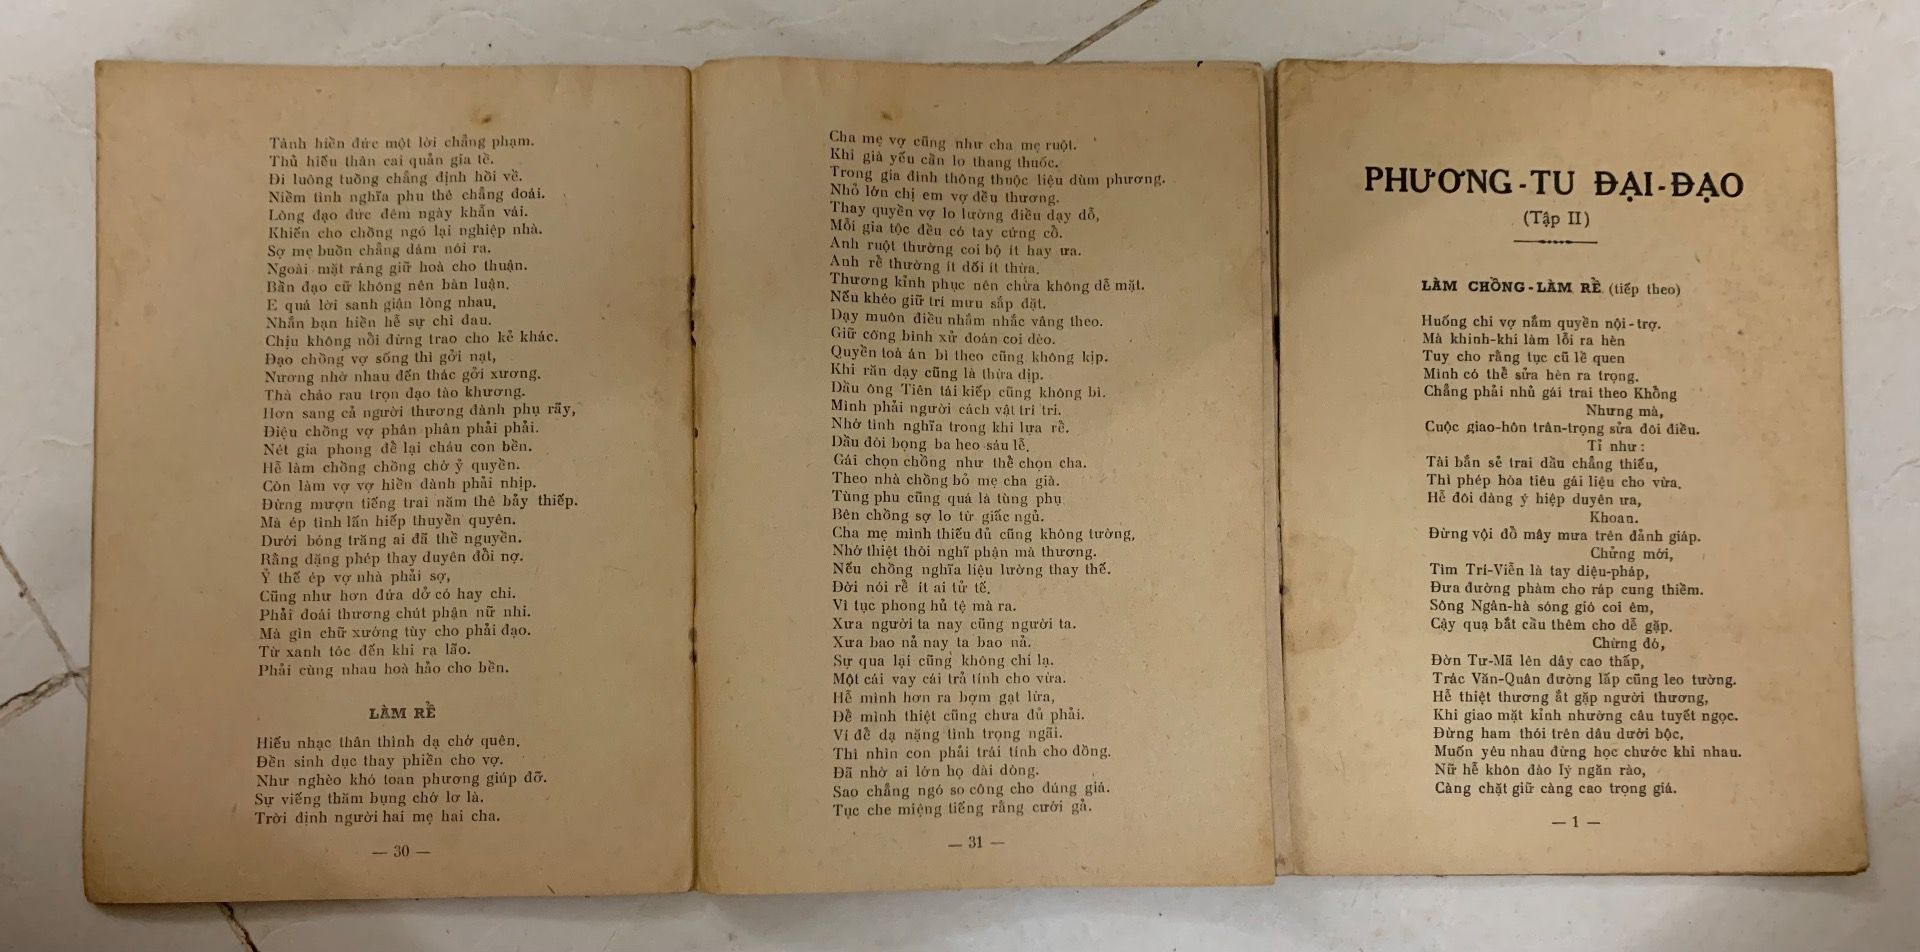 Tánh hiền đức một lời chẳng phạm.
Thủ hiếu thân cai quản gia tề.
Đi luông tuồng chẳng định hồi về.
Niềm tình nghĩa phu thê chẳng đoái.
Lòng đạo đức đêm ngày khẩn vái.
Khiến cho chồng ngó lại nghiệp nhà.
Sợ mẹ buồn chẳng dám nói ra.
Ngoài mặt ráng giữ hoà cho thuận.
Bần đạo cữ không nên bàn luận.
E quá lời sanh giận lòng nhau,
Nhắn bạn hiền hễ sự chi đau.
Chịu không nổi đừng trao cho kẻ khác.
Đạo chồng vợ sống thì gởi nạt,
Nương nhờ nhau đến thác gởi xương.
Thà cháo rau trọn đạo tào khương.
Hơn sang cả người thương đành phụ rãy,
Điệu chồng vợ phân phân phải phải.
Nét gia phong để lại cháu con bền.
Hễ làm chồng chồng chớ ỷ quyền.
Còn làm vợ vợ hiền dành phải nhịp.
Đừng mượn tiếng trai năm thê bảy thiếp.
Mà ép tình lấn hiếp thuyền quyên.
Dưới bóng trăng ai đã thề nguyền.
Rằng dặng phép thay duyên đổi nợ.
Ỷ thế ép vợ nhà phải sợ,
Cũng như hơn đứa dở có hay chi.
Phải đoái thương chút phận nữ nhi.
Mà gìn chữ xướng tùy cho phải đạo.
Từ xanh tóc đến khi ra lão.
Phải cùng nhau hoà hảo cho bền.
LÀM RỂ
Hiếu nhạc thân thình dạ chớ quên.
Đền sinh dục thay phiền cho vợ.
Như nghèo khó toan phương giúp đỡ.
Sự viếng thăm bụng chớ lơ là.
Trời định người hai mẹ hai cha.
— 30 —
Cha mẹ vợ cũng như cha mẹ ruột.
Khi già yếu cần lo thang thuốc.
Trong gia đình thông thuộc liệu dùm phương.
Nhỏ lớn chị em vợ đều thương.
Thay quyền vợ lo lường điều dạy dỗ,
Mỗi gia tộc đều có tay cứng cỗ.
Anh ruột thường coi bộ ít hay ưa.
Anh rể thường ít dối ít thừa.
Thương kỉnh phục nên chừa không dể mặt.
Nếu khéo giữ trí mưu sắp đặt.
Dạy muôn điều nhắm nhắc vâng theo.
Giữ công bình xử đoán coi dèo.
Quyền toà án bì theo cũng không kịp.
Khi răn dạy cũng là thừa dịp.
Dầu ông Tiên tái kiếp cũng không bì.
Mình phải người cách vật trí tri.
Nhớ tình nghĩa trong khi lựa rể.
Dầu đôi bọng ba heo sáu lễ.
Gái chọn chồng như thể chọn cha.
Theo nhà chồng bỏ mẹ cha già.
Tùng phu cũng quá là tùng phụ
Bên chồng sợ lo từ giấc ngủ.
Cha mẹ mình thiếu đủ cũng không tường,
Nhớ thiệt thòi nghĩ phận mà thương.
Nếu chồng nghĩa liệu lường thay thế.
Đời nói rể ít ai tử tế.
Vì tục phong hủ tệ mà ra.
Xưa người ta nay cũng người ta.
Xưa bao nả nay ta bao nả.
Sự qua lại cũng không chi lạ.
Một cái vay cái trả tính cho vừa.
Hễ mình hơn ra bợm gạt lừa,
Để mình thiệt cũng chưa đủ phải.
Ví để dạ nặng tình trọng ngãi.
Thì nhìn con phải trái tính cho đồng.
Đã nhờ ai lớn họ dài dòng.
Sao chẳng ngó so công cho đúng giá.
Tục che miệng tiếng rằng cưới gả.
— 31 —
PHƯƠNG-TU ĐẠI-ĐẠO
(Tập II)
LÀM CHỒNG-LÀM RỂ (tiếp theo)
Huống chi vợ nắm quyền nội-trợ.
Mà khinh-khi làm lỗi ra hèn
Tuy cho rằng tục cũ lề quen
Mình có thể sửa hèn ra trọng.
Chẳng phải nhủ gái trai theo Khổng
Nhưng mà,
Cuộc giao-hôn trân-trọng sửa đôi điều.
Tỉ như :
Tài bắn sẻ trai dầu chẳng thiếu,
Thì phép hòa tiêu gái liệu cho vừa.
Hễ đôi dàng ý hiệp duyên ưa,
Khoan.
Đừng vội đồ mây mưa trên đảnh giáp.
Chửng mới,
Tìm Trí-Viễn là tay diệu-pháp,
Đưa đường phàm cho ráp cung thiềm.
Sông Ngân-hà sóng gió coi êm,
Cậy quạ bắt cầu thêm cho dễ gặp.
Chừng đó,
Đờn Tư-Mã lên dây cao thấp,
Trác Văn-Quân đường lấp cũng leo tường.
Hễ thiệt thương ắt gặp người thương,
Khi giao mặt kỉnh nhường câu tuyết ngọc.
Đừng ham thói trên dâu dưới bộc,
Muốn yêu nhau đừng học chước khi nhau.
Nữ hễ khôn đào lý ngăn rào,
Càng chặt giữ càng cao trọng giá.
— 1 —